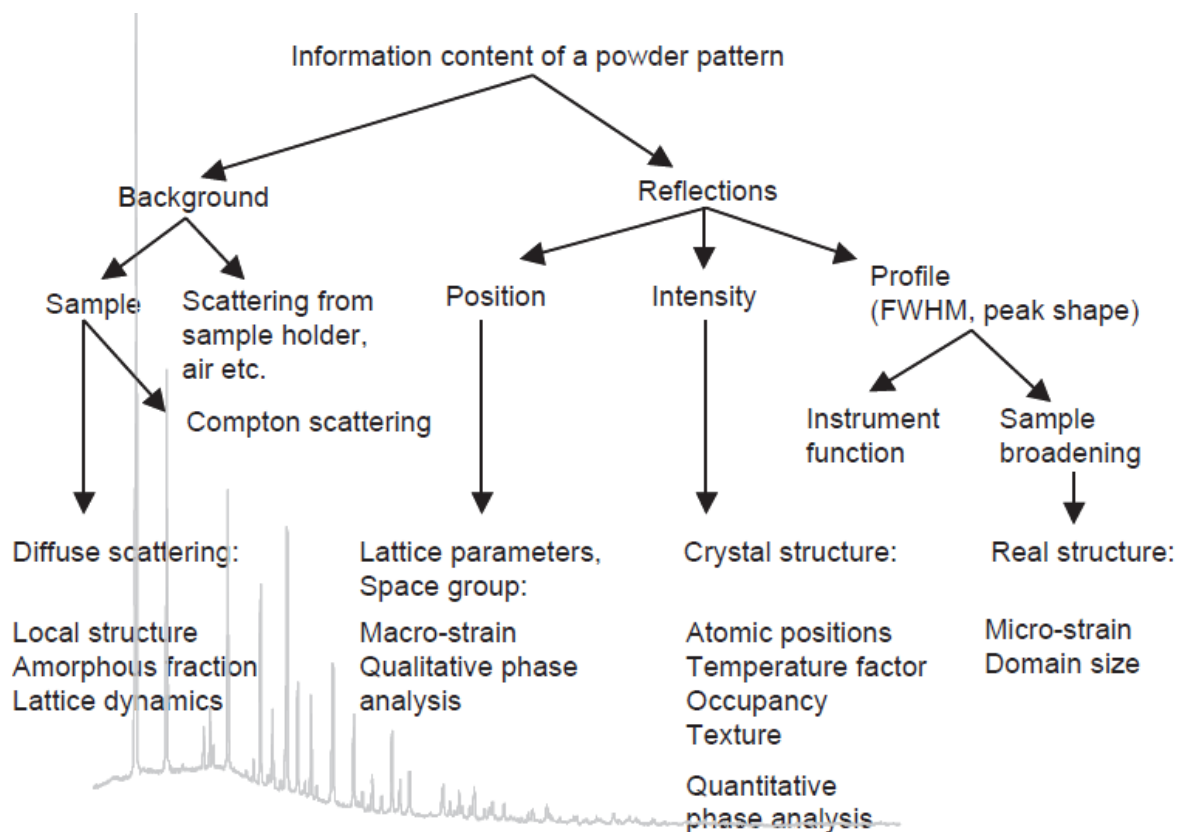 Information content of a powder pattern
Background
Reflections
Sample
Scattering from
sample holder,
air etc.
Position
Intensity
Profile
(FWHM, peak shape)
Compton scattering
Instrument
function
Sample
broadening
Diffuse scattering:
Local structure
Amorphous fraction
Lattice dynamics
Lattice parameters,
Space group:
Macro-strain
Qualitative phase
analysis
Crystal structure:
Atomic positions
Temperature factor
Occupancy
Texture
Quantitative
phase analysis
Real structure:
Micro-strain
Domain size